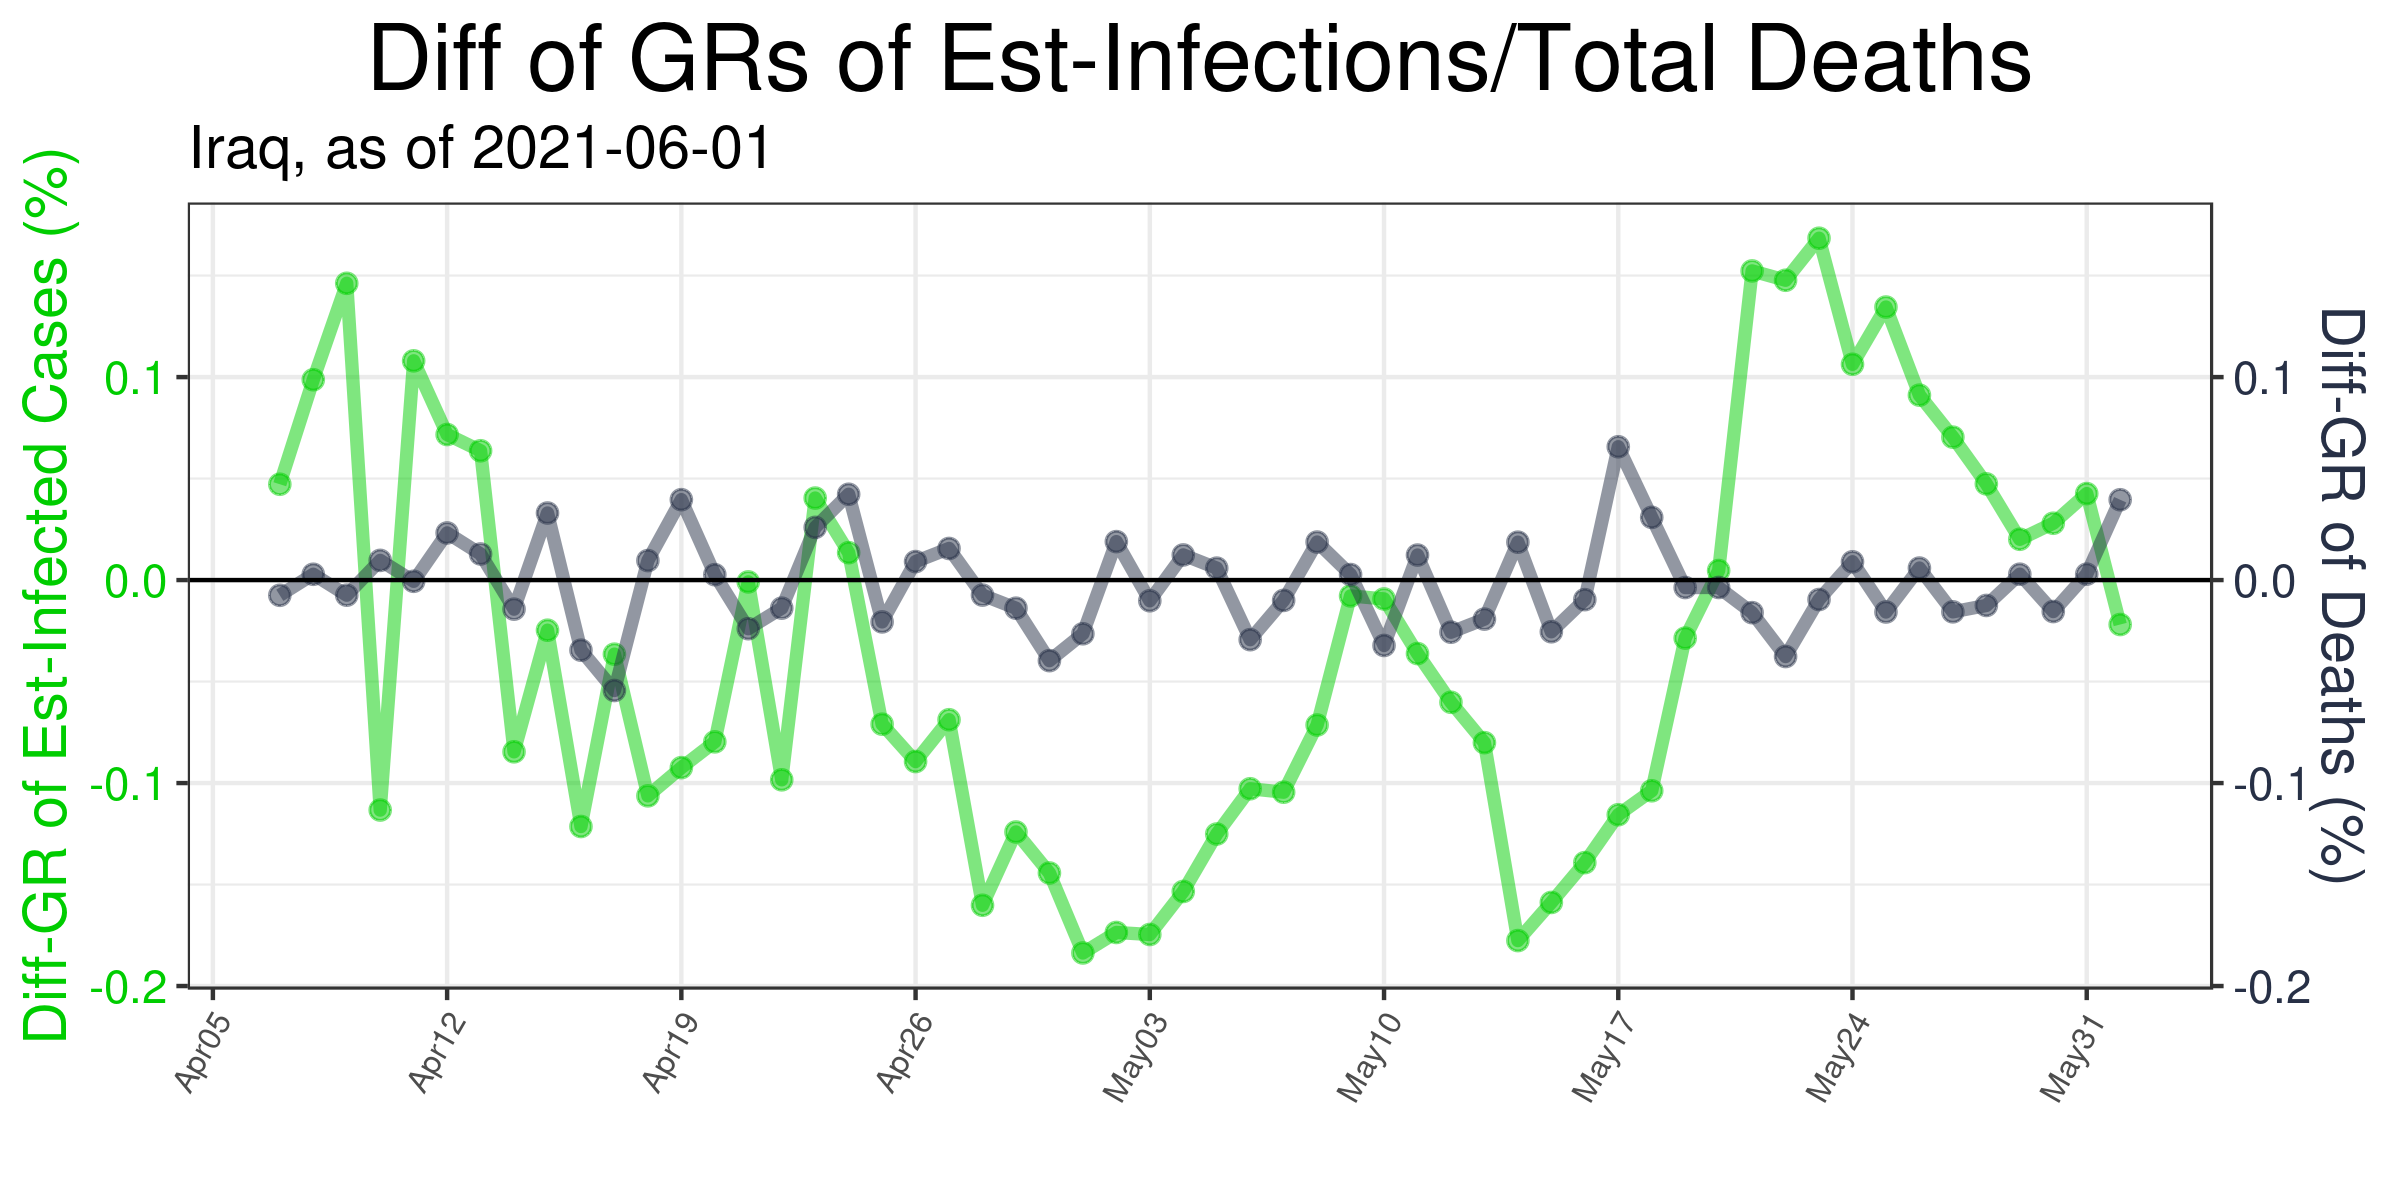 Diff of GRs of Est-Infections/Total Deaths
Iraq, as of 2021-06-01
Diff-GR of Est-Infected Cases (%)
0.1
0.0
-0.1
-0.2
0.1
0.0
-0.1
-0.2
Diff-GR of Deaths (%)
Apr05
Apr12
Apr19
Apr26
May03
May10
May17
May24
May31